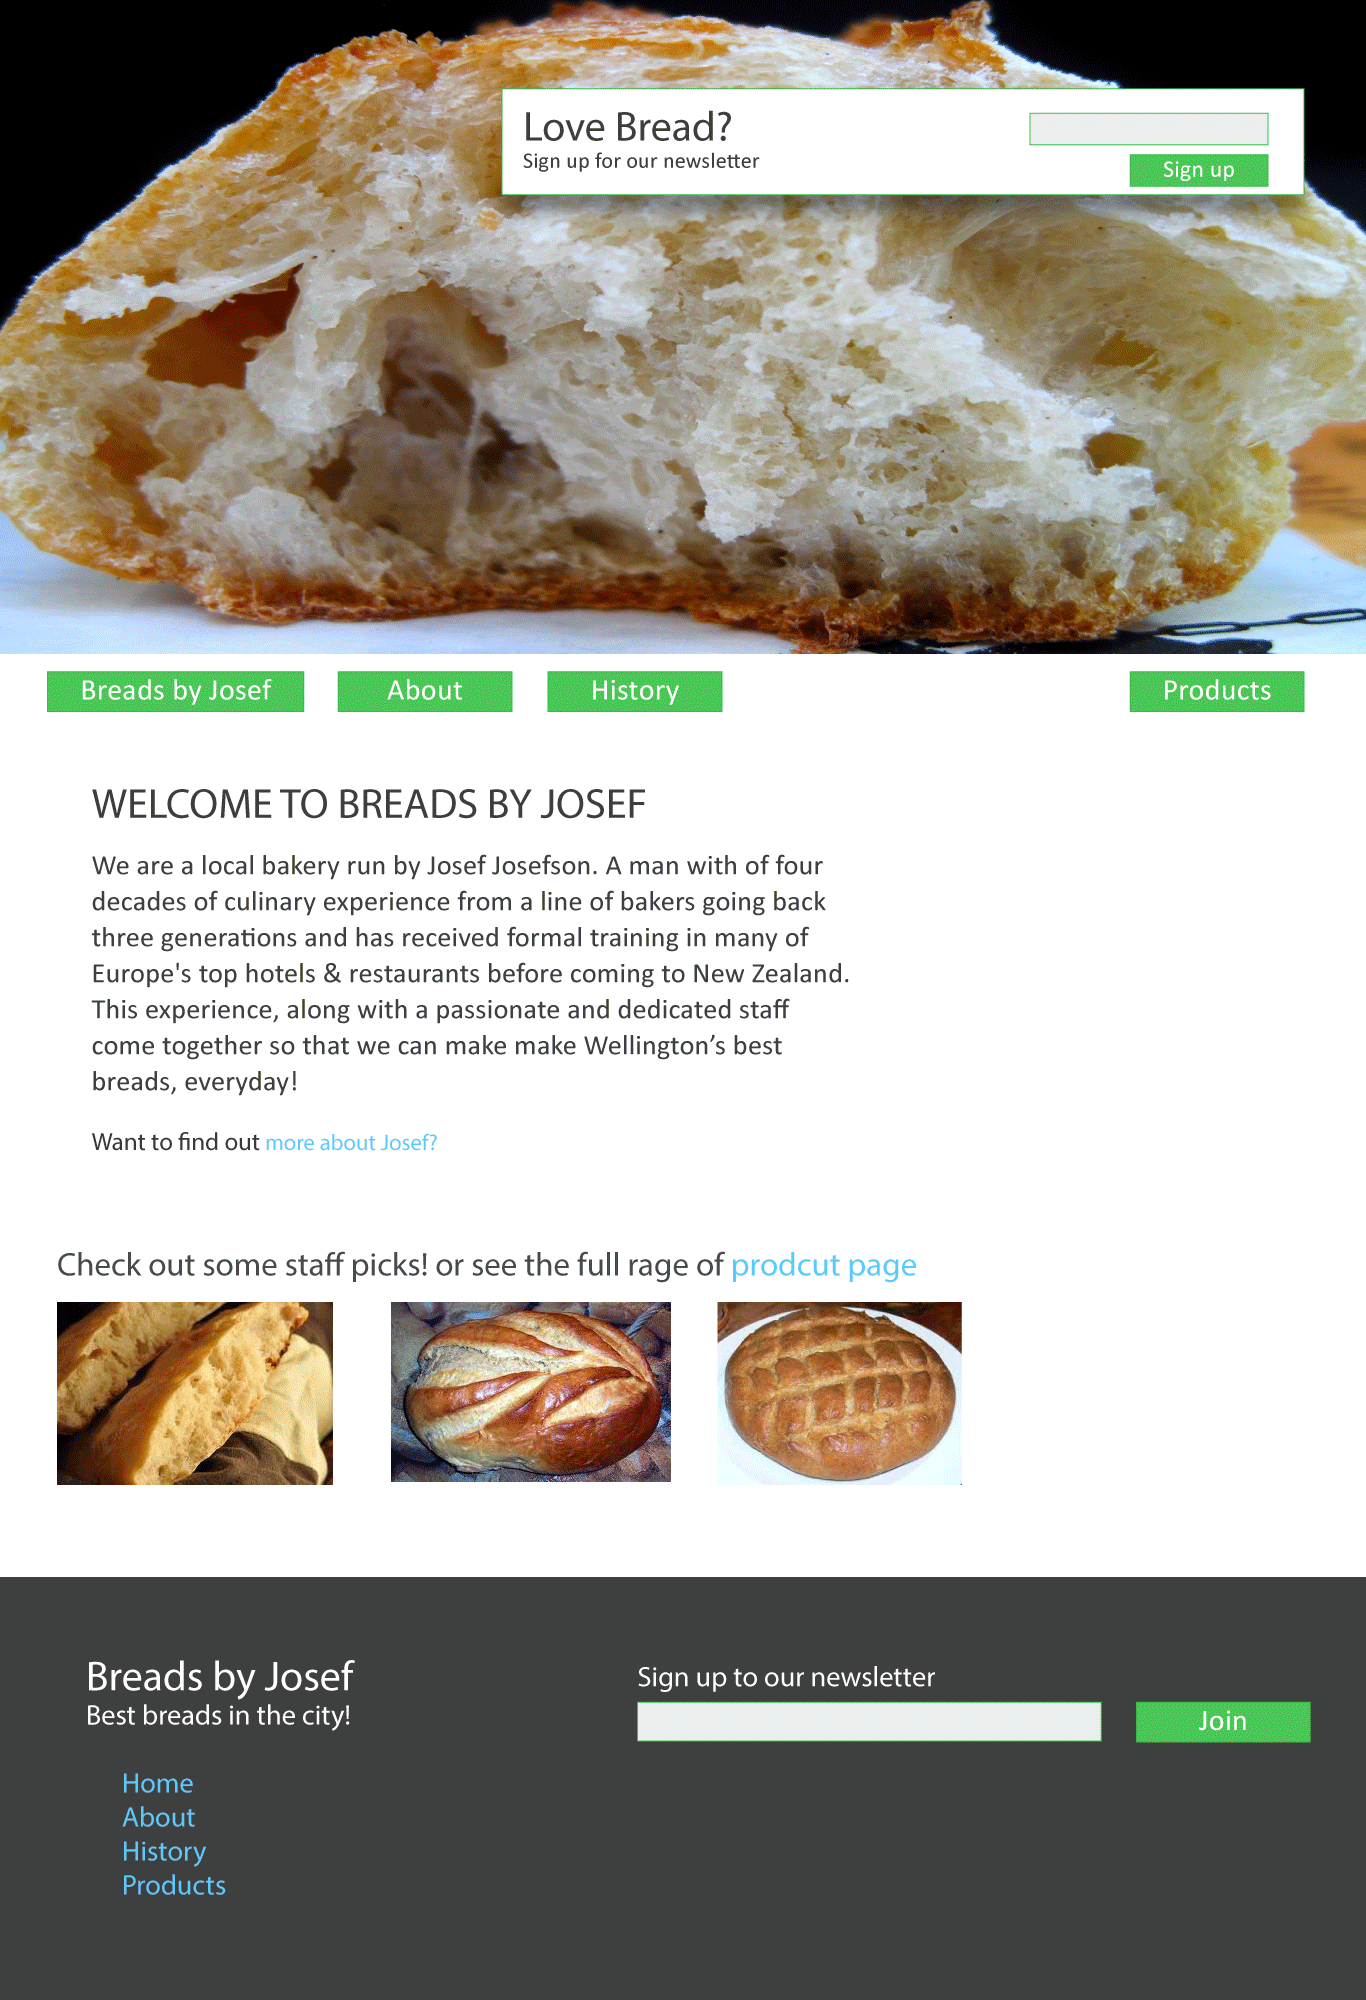 Love Bread?
Sign up for our newsletter
Sign up
Breads by Josef
About
History
Products
WELCOME TO BREADS BY JOSEF
We are a local bakery run by Josef Josefson. A man with of four
decades of culinary experience from a line of bakers going back
three generations and has received formal training in many of
Europe's top hotels & restaurants before coming to New Zealand.
This experience, along with a passionate and dedicated staff
come together so that we can make make Wellington’s best
breads, everyday!
Want to find out more about Josef?
Check out some staff picks! or see the full rage of prodcut page
Breads by Josef
Best breads in the city!
Home
About
History
Products
Sign up to our newsletter
Join